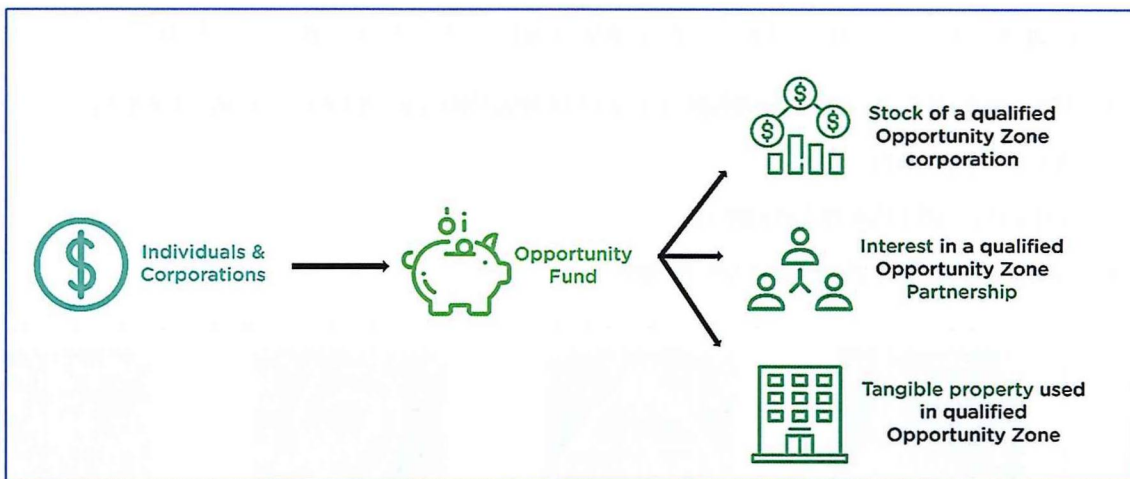 Individuals &
Corporations
Opportunity
Fund
Stock of a qualified
Opportunity Zone
corporation
Interest in a qualified
Opportunity Zone
Partnership
Tangible property used
in qualified
Opportunity Zone